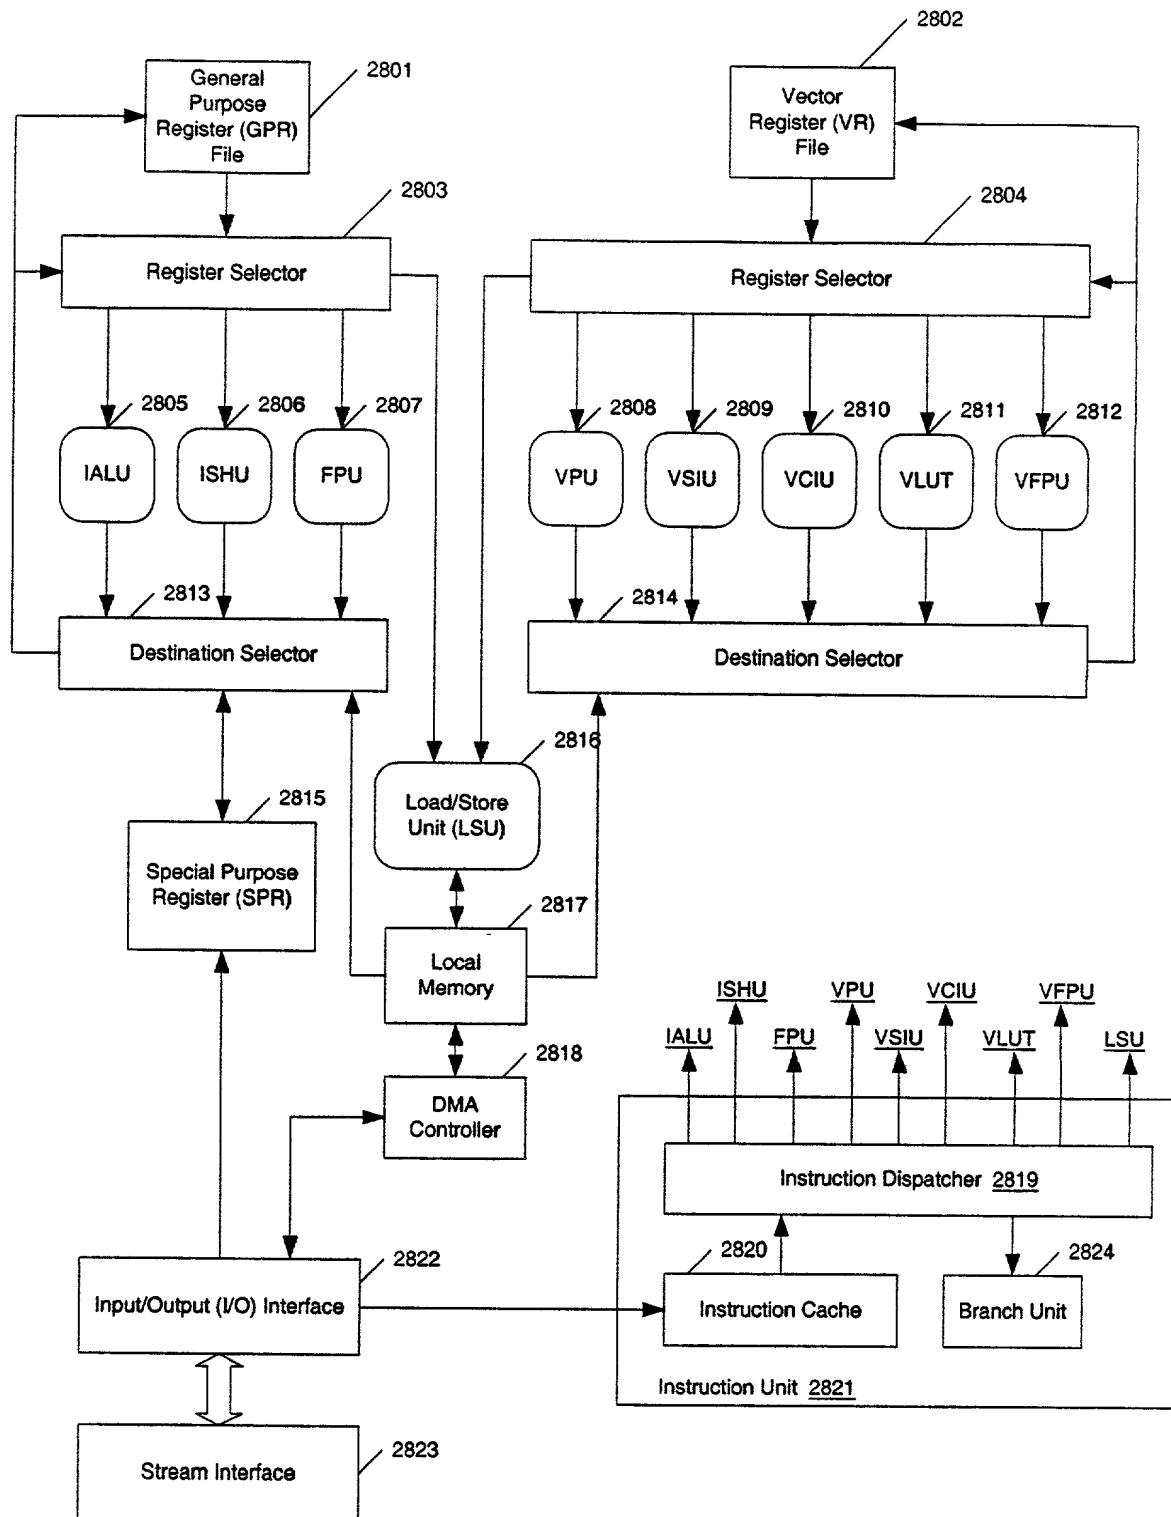 2802
General
Purpose
Register (GPR)
File
2801
Vector
Register (VR)
File
2803
2804
Register Selector
Register Selector
2805
2806
2807
2808
2809
2810
2811
2812
IALU
ISHU
FPU
VPU
VSIU
VCIU
VLUT
VFPU
2813
2814
Destination Selector
Destination Selector
2816
Load/Store
Unit (LSU)
2815
Special Purpose
Register (SPR)
2817
Local
Memory
ISHU
VPU
VCIU
VFPU
IALU
FPU
VSIU
VLUT
LSU
2818
DMA
Controller
Instruction Dispatcher 2819
2820
2824
2822
Input/Output (I/O) Interface
Instruction Cache
Branch Unit
Instruction Unit 2821
2823
Stream Interface